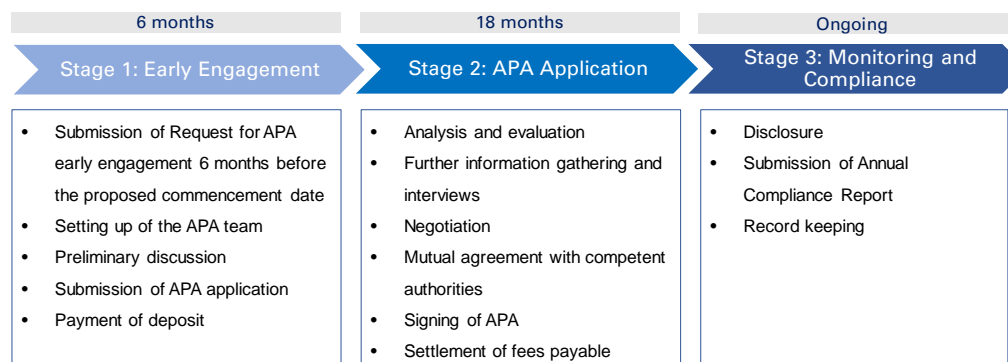 6 months
18 months
Ongoing
Stage 1: Early Engagement
Stage 2: APA Application
Stage 3: Monitoring and
Compliance
• Submission of Request for APA
early engagement 6 months before
the proposed commencement date
• Setting up of the APA team
• Preliminary discussion
• Submission of APA application
• Payment of deposit
• Analysis and evaluation
• Further information gathering and
interviews
• Negotiation
• Mutual agreement with competent
authorities
• Signing of APA
• Settlement of fees payable
• Disclosure
• Submission of Annual
Compliance Report
• Record keeping